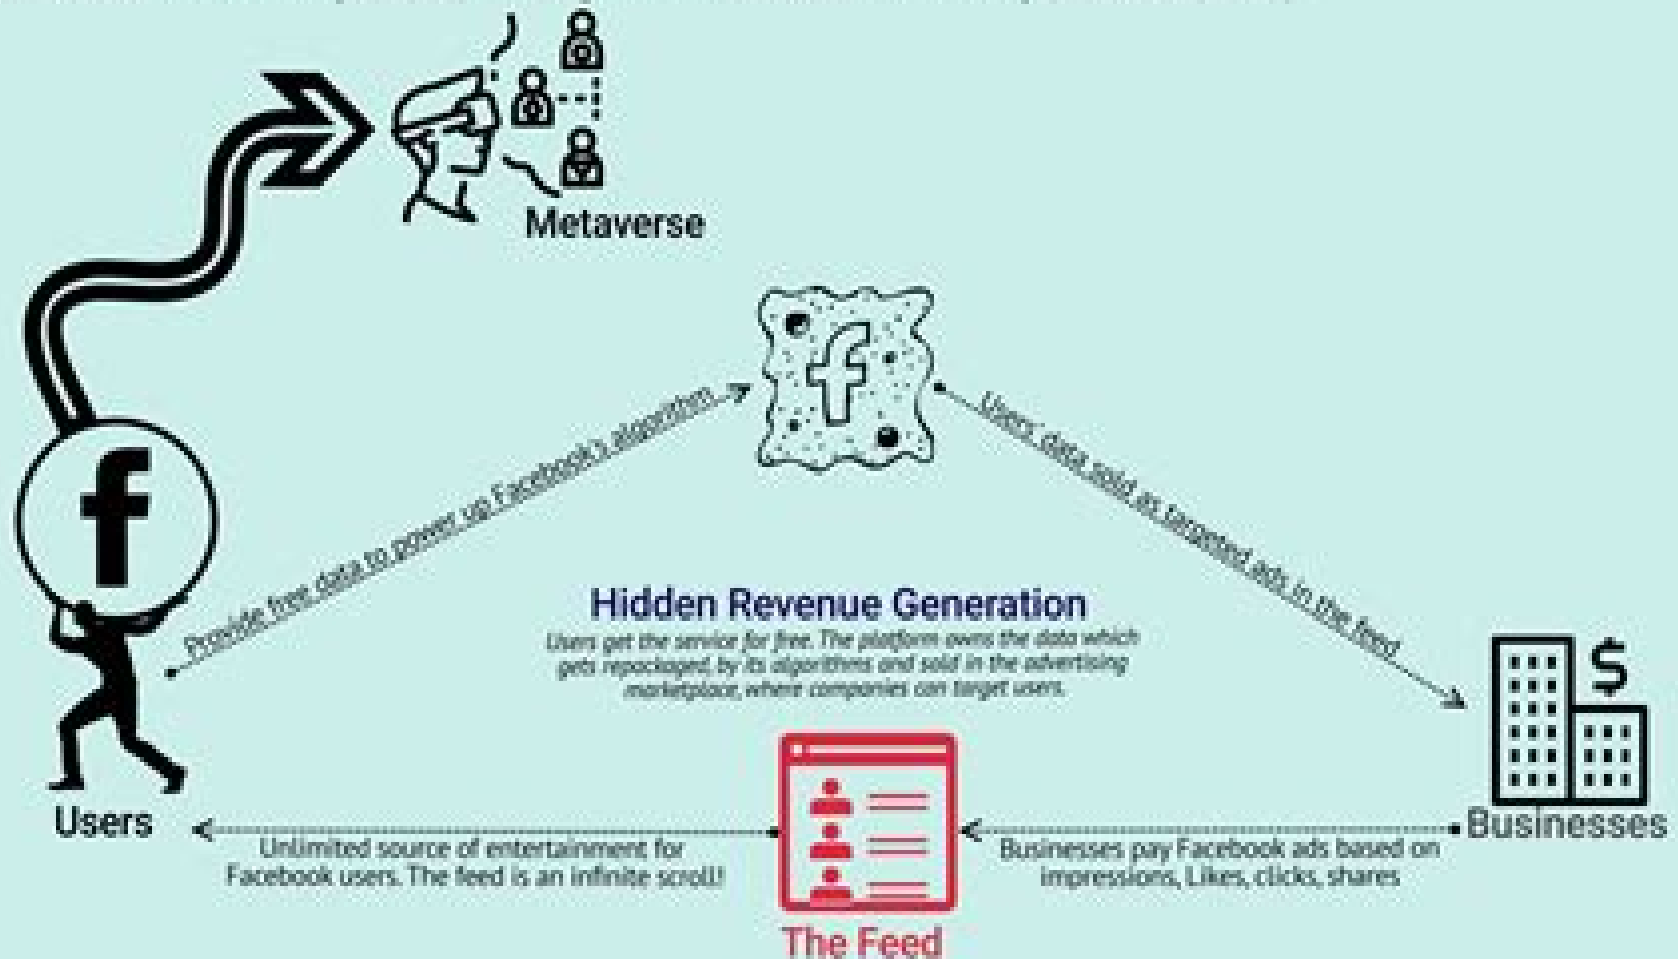 Metaverse
Provide free data to power up Facebook's algorithm
Users' data sold as targeted ads in the feed
Hidden Revenue Generation
Users get the service for free. The platform owns the data which
gets repackaged, by its algorithms and sold in the advertising
marketplace, where companies can target users.
f
f
$
Users
Businesses
Unlimited source of entertainment for
Facebook users. The feed is an infinite scroll!
Businesses pay Facebook ads based on
impressions, Likes, clicks, shares
The Feed